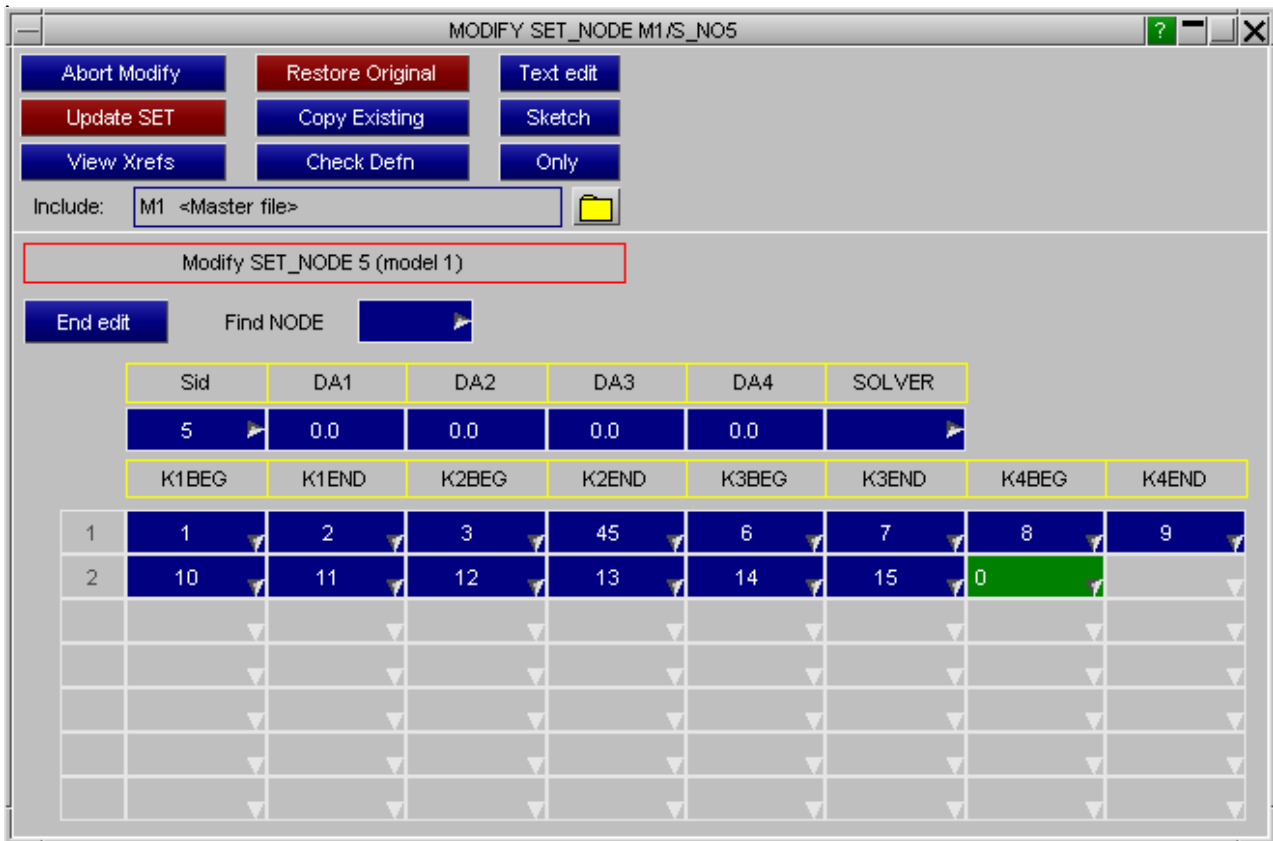 MODIFY SET_NODE M1/S_NO5 ?
Abort Modify Restore Original Text edit
Update SET Copy Existing Sketch
View Xrefs Check Defn Only
Include: M1 <Master file>
Modify SET_NODE 5 (model 1)
End edit Find NODE
Sid DA1 DA2 DA3 DA4 SOLVER
5 0.0 0.0 0.0 0.0
K1BEG K1END K2BEG K2END K3BEG K3END K4BEG K4END
1 1 2 3 45 6 7 8 9
2 10 11 12 13 14 15 0